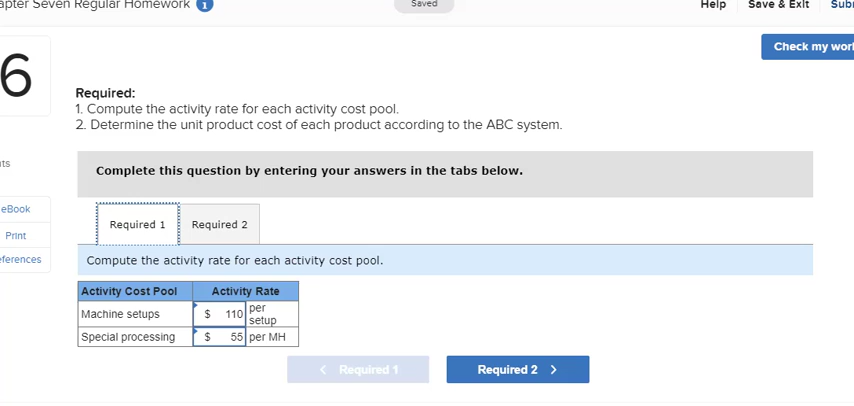 apter Seven Regular Homework i
Saved
Help Save & Exit Subr
Check my work
6
Required:
1. Compute the activity rate for each activity cost pool.
2. Determine the unit product cost of each product according to the ABC system.
nts
Complete this question by entering your answers in the tabs below.
eBook
Print
eferences
Required 1 Required 2
Compute the activity rate for each activity cost pool.
Activity Cost Pool Activity Rate
Machine setups $ 110 per setup
Special processing $ 55 per MH
< Required 1 Required 2 >